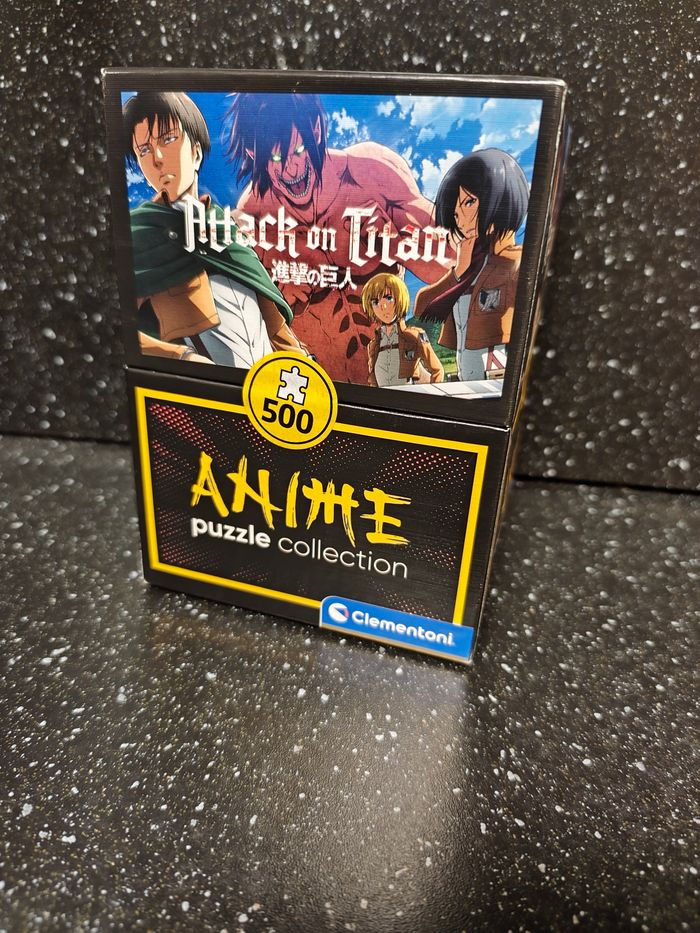 Attack on Titan
進撃の巨人
500
ANIME
puzzle collection
Clementoni